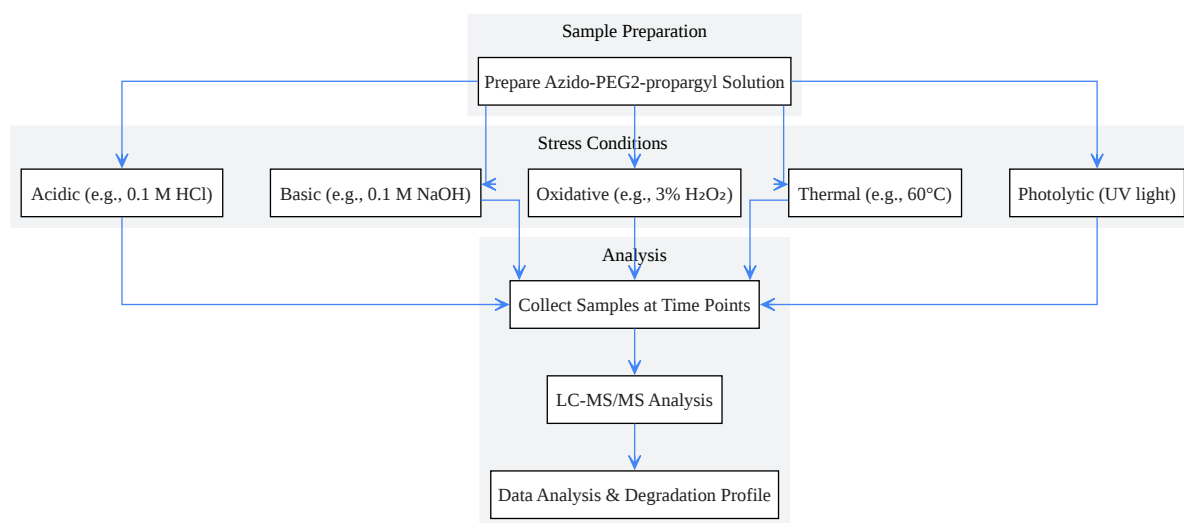 Sample Preparation
Prepare Azido-PEG2-propargyl Solution
Stress Conditions
Acidic (e.g., 0.1 M HCl)
Basic (e.g., 0.1 M NaOH)
Oxidative (e.g., 3% H₂O₂)
Thermal (e.g., 60°C)
Photolytic (UV light)
Analysis
Collect Samples at Time Points
LC-MS/MS Analysis
Data Analysis & Degradation Profile